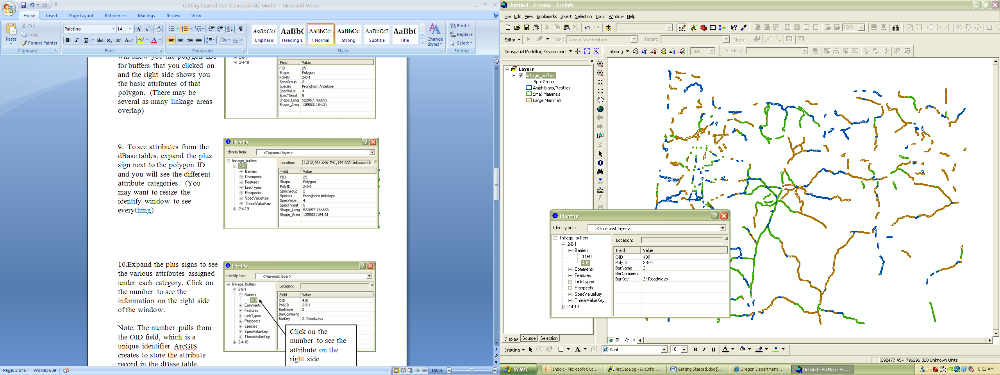 Getting Started.doc [Compatibility Mode] - Microsoft Word
Home Insert Page Layout References Mailings Review View
Paste
Cut
Copy
Format Painter
Clipboard
Palatino 14
Font
Paragraph
AaBbCcI AaBbC AaBbCcI AaBbCcI AaBbCcI AaBbC
Emphasis Heading 1 ¶ Normal Strong Subtitle Title
Change Styles
Styles
Find
Replace
Select
Editing
will show you the polygon IDs
for buffers that you clicked on
and the right side shows you
the basic attributes of that
polygon. (There may be
several as many linkage areas
overlap)
2-4-10
Field Value
FID 25
Shape Polygon
PolyID 2-8-1
SpecGroup 2
Species Pronghorn Antelope
SpecValue 4
SpecThreat 5
Shape_Leng 522057.766653
Shape_Area 1355831184.31
9. To see attributes from the
dBase tables, expand the plus
sign next to the polygon ID
and you will see the different
attribute categories. (You
may want to resize the
identify window to see
everything)
Identify
Identify from: <Top-most layer>
linkage_buffers
2-8-1
Barriers
Comments
Features
LinkTypes
Prospects
SpecValueKey
ThreatValueKey
2-4-10
Location: 1,312,964.646 741,199.602 Unknown Ur
Field Value
FID 25
Shape Polygon
PolyID 2-8-1
SpecGroup 2
Species Pronghorn Antelope
SpecValue 4
SpecThreat 5
Shape_Leng 522057.766653
Shape_Area 1355831184.31
10.Expand the plus signs to see
the various attributes assigned
under each category. Click on
the number to see the
information on the right side
of the window.
Note: The number pulls from
the OID field, which is a
unique identifier ArcGIS
creates to store the attribute
record in the dBase table.
Identify
Identify from: <Top-most layer>
linkage_buffers
2-8-1
Barriers
410
Comments
Features
LinkTypes
Prospects
Species
SpecValueKey
ThreatValueKey
2-4-10
Location:
Field Value
OID 410
PolyID 2-8-1
BarName 2
BarComment
BarKey 2: Roadways
Click on the
number to see the
attribute on the
right side
Page: 3 of 6 Words: 639 100%
Untitled - ArcMap - ArcInfo
File Edit View Bookmarks Insert Selection Tools Window Help
100%
Editor Task: Create New Feature Target: Merge...
Geospatial Modelling Environment Labeling Fast Topology:
Layers
linkage_buffers
SpecGroup
Amphibians/Reptiles
Small Mammals
Large Mammals
Identify
Identify from: <Top-most layer>
linkage_buffers
2-8-1
Barriers
1160
409
Comments
Features
LinkTypes
Prospects
SpecValueKey
ThreatValueKey
2-4-10
Location:
Field Value
OID 409
PolyID 2-8-1
BarName 2
BarComment
BarKey 2: Roadways
Display Source Selection
Drawing Arial 10 B I U A
292477.454 796296.328 Unknown Units
start Inbox - Microsoft Out... ArcCatalog - ArcInfo ... Getting Started.doc [... Oregon Department ... Untitled - ArcMap - Ar... 8:52 AM